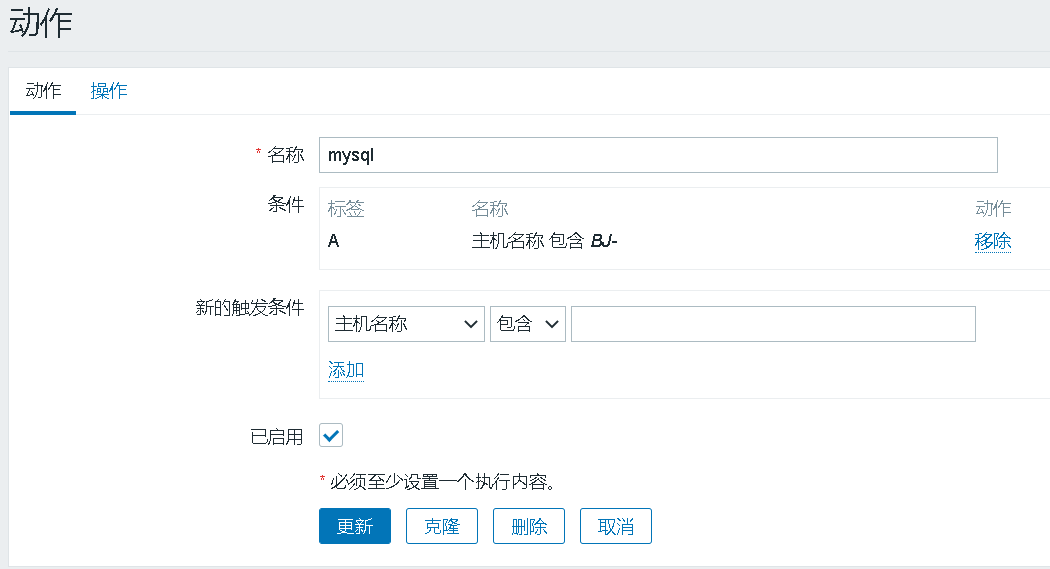 动作
动作 操作
* 名称 mysql
条件 标签 名称 动作
A 主机名称 包含 BJ- 移除
新的触发条件 主机名称 包含
添加
已启用
* 必须至少设置一个执行内容。
更新 克隆 删除 取消